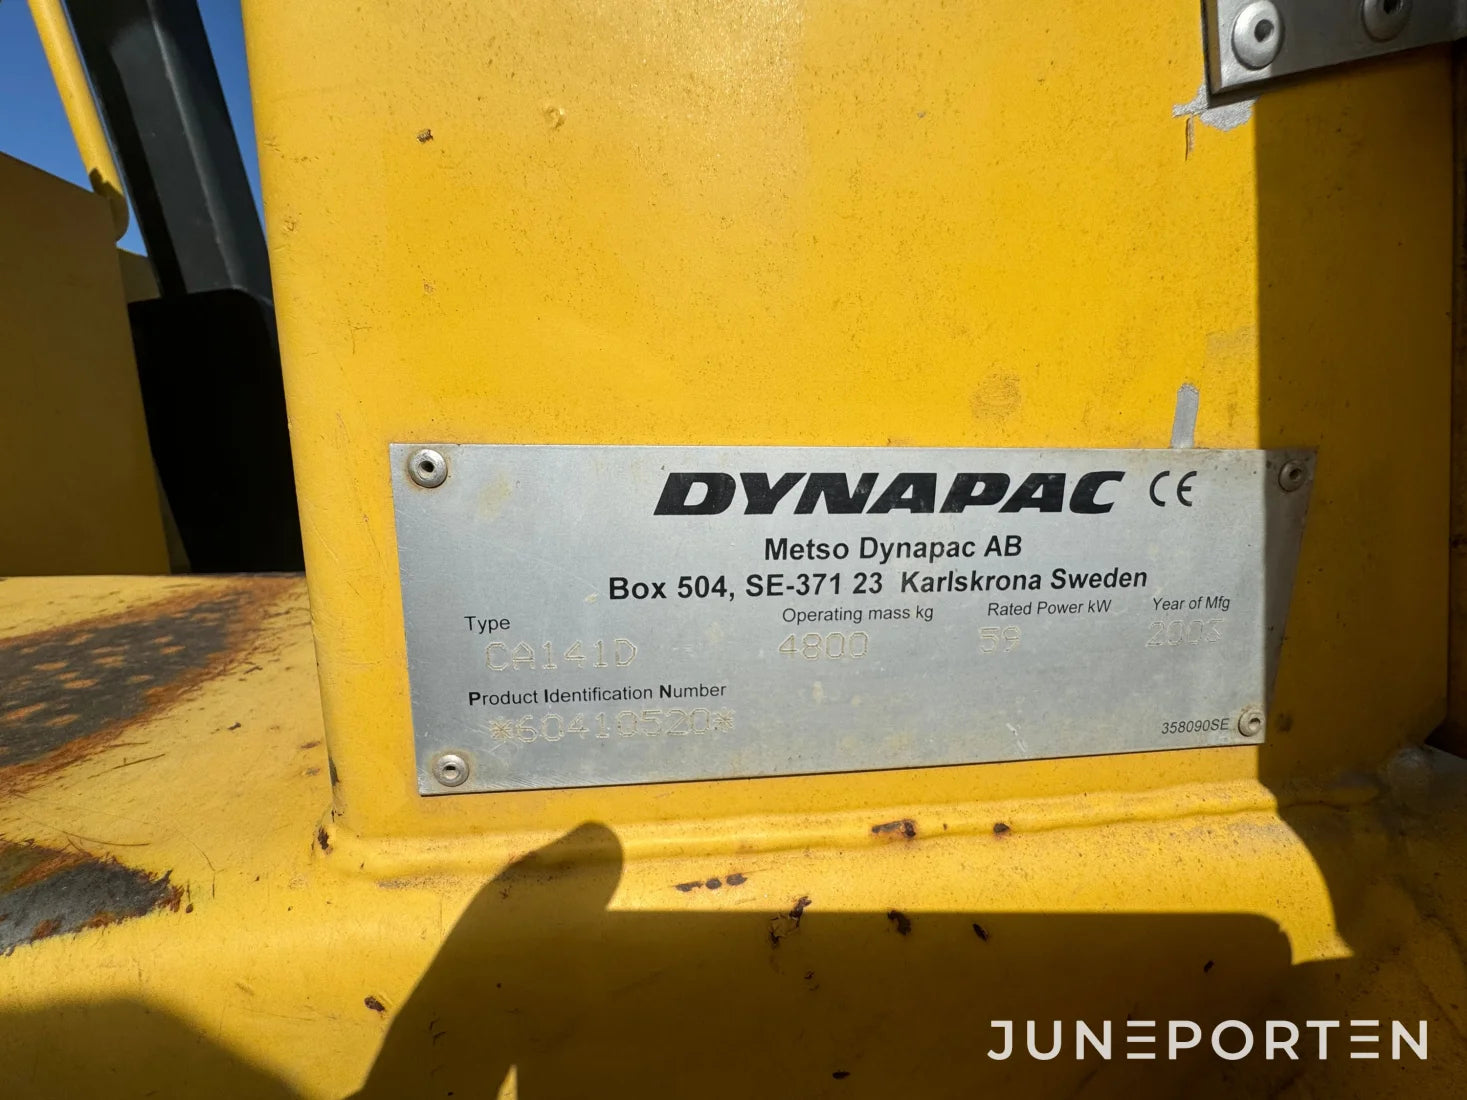 DYNAPAC CE
Metso Dynapac AB
Box 504, SE-371 23 Karlskrona Sweden
Type Operating mass kg Rated Power kW Year of Mfg
CA141D 4800 59 2003
Product Identification Number
*60410520*
358090SE
JUNEPORTEN